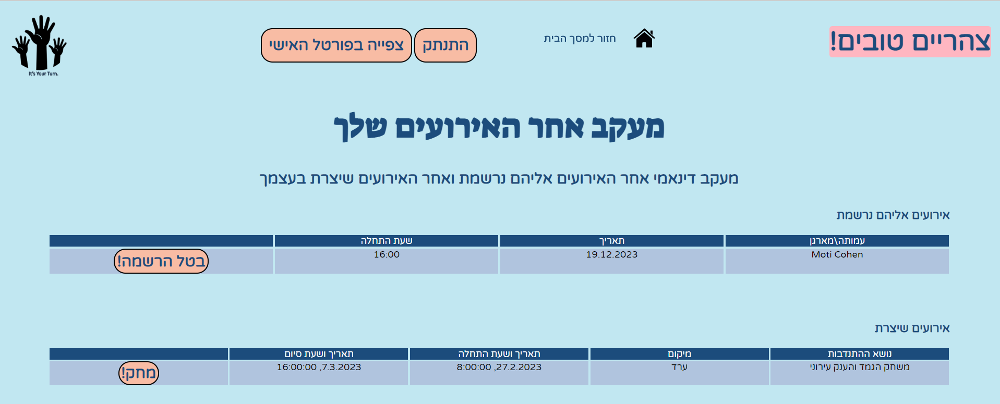 צהריים טובים!
חזור למסך הבית
התנתק
צפייה בפורטל האישי
It's Your Turn.
מעקב אחר האירועים שלך
מעקב דינאמי אחר האירועים אליהם נרשמת ואחר האירועים שיצרת בעצמך
אירועים אליהם נרשמת
עמותה\מארגן תאריך שעת התחלה
Moti Cohen 19.12.2023 16:00 בטל הרשמה!
אירועים שיצרת
נושא ההתנדבות מיקום תאריך ושעת התחלה תאריך ושעת סיום
משחק הגמד והענק עירוני ערד 27.2.2023, 8:00:00 7.3.2023, 16:00:00 מחק!